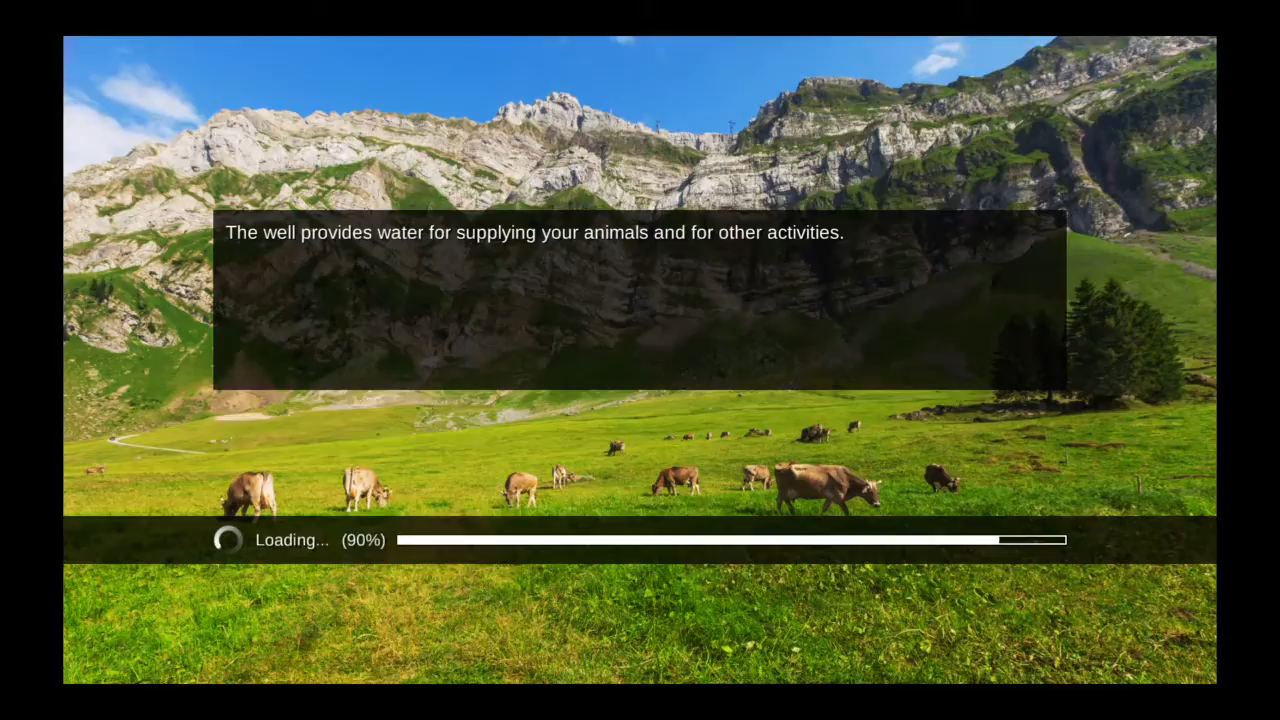 The well provides water for supplying your animals and for other activities.
Loading... (90%)